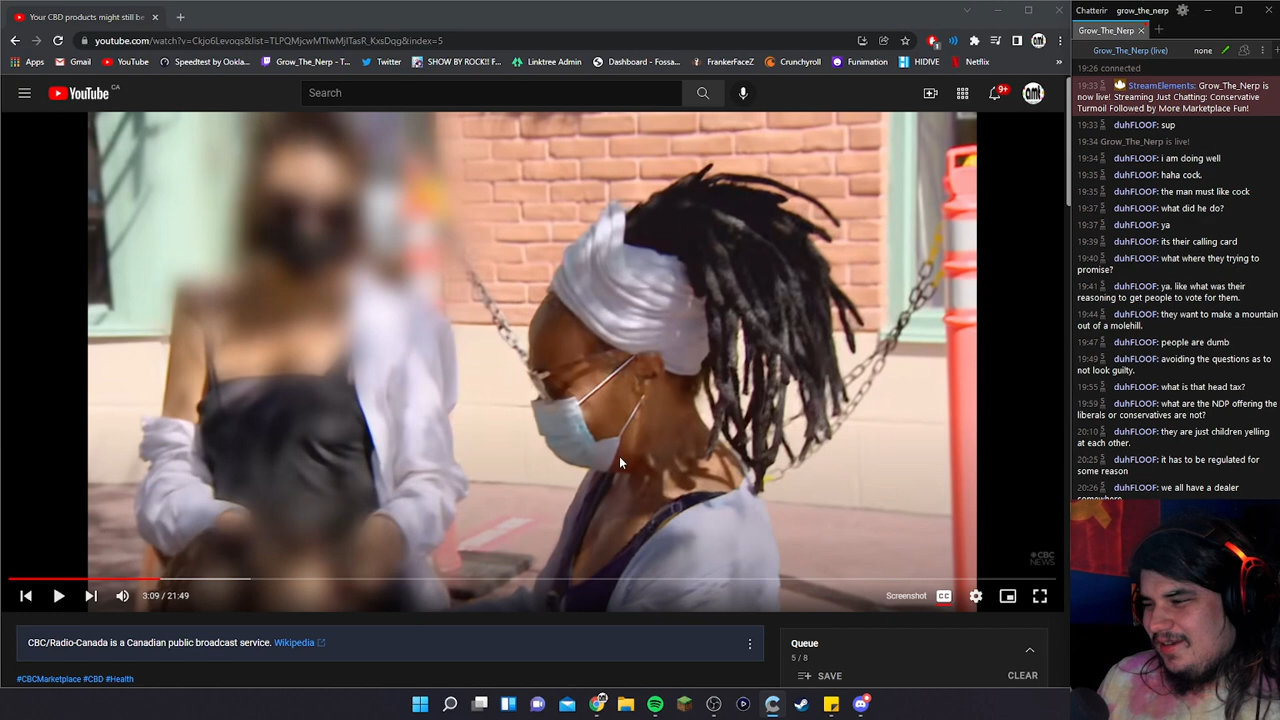 Your CBD products might still be
Chatterir grow_the_nerp
youtube.com/watch?v=Ckjo6Levoqs&list=TLPQMjcwMTIwMjITasR_KxsDqg&index=5
Grow_The_Nerp
Apps Gmail YouTube Speedtest by Ookla... Grow_The_Nerp - T... Twitter SHOW BY ROCK!! F... Linktree Admin Dashboard - Fossa... FrankerFaceZ Crunchyroll Funimation HIDIVE Netflix »
Grow_The_Nerp (live) none
YouTube CA
Search
9+
amk
19:26 connected
19:33 StreamElements: Grow_The_Nerp is
now live! Streaming Just Chatting: Conservative
Turmoil Followed by More Marketplace Fun!
19:33 duhFLOOF: sup
19:34 Grow_The_Nerp is live!
19:34 duhFLOOF: i am doing well
19:35 duhFLOOF: haha cock.
19:35 duhFLOOF: the man must like cock
19:37 duhFLOOF: what did he do?
19:37 duhFLOOF: ya
19:39 duhFLOOF: its their calling card
19:40 duhFLOOF: what where they trying to
promise?
19:41 duhFLOOF: ya. like what was their
reasoning to get people to vote for them.
19:44 duhFLOOF: they want to make a mountain
out of a molehill.
19:47 duhFLOOF: people are dumb
19:49 duhFLOOF: avoiding the questions as to
not look guilty.
19:55 duhFLOOF: what is that head tax?
19:59 duhFLOOF: what are the NDP offering the
liberals or conservatives are not?
20:10 duhFLOOF: they are just children yelling
at each other.
20:25 duhFLOOF: it has to be regulated for
some reason
20:26 duhFLOOF: we all have a dealer
CBC
NEWS
3:09 / 21:49
Screenshot CC
CBC/Radio-Canada is a Canadian public broadcast service. Wikipedia
Queue
5 / 8
SAVE CLEAR
#CBCMarketplace #CBD #Health